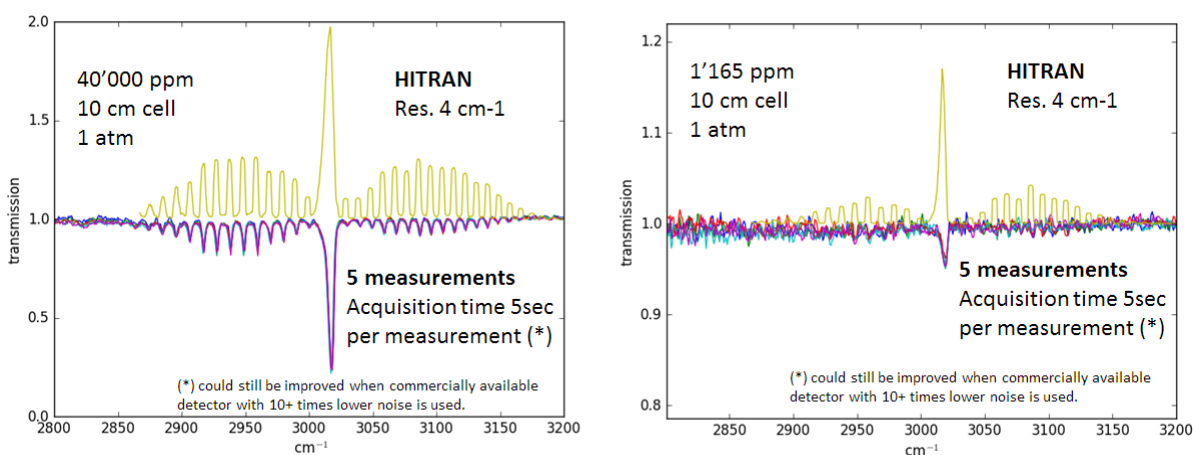 40’000 ppm
10 cm cell
1 atm
HITRAN
Res. 4 cm-1
5 measurements
Acquisition time 5sec
per measurement (*)
(*) could still be improved when commercially available
detector with 10+ times lower noise is used.
transmission
2.0
1.5
1.0
0.5
0.0
2800 2850 2900 2950 3000 3050 3100 3150 3200
cm⁻¹
1’165 ppm
10 cm cell
1 atm
HITRAN
Res. 4 cm-1
5 measurements
Acquisition time 5sec
per measurement (*)
(*) could still be improved when commercially available
detector with 10+ times lower noise is used.
transmission
1.2
1.1
1.0
0.9
0.8
2850 2900 2950 3000 3050 3100 3150 3200
cm⁻¹